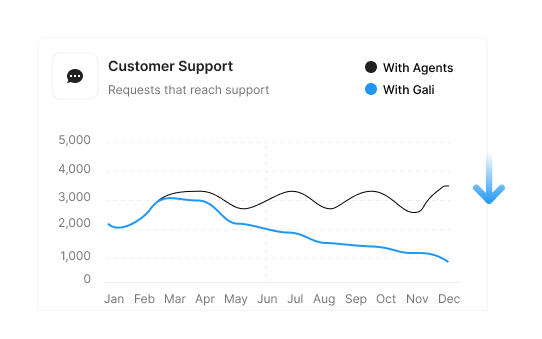 Customer Support
Requests that reach support
With Agents
With Gali
5,000
4,000
3,000
2,000
1,000
0
Jan Feb Mar Apr May Jun Jul Aug Sep Oct Nov Dec